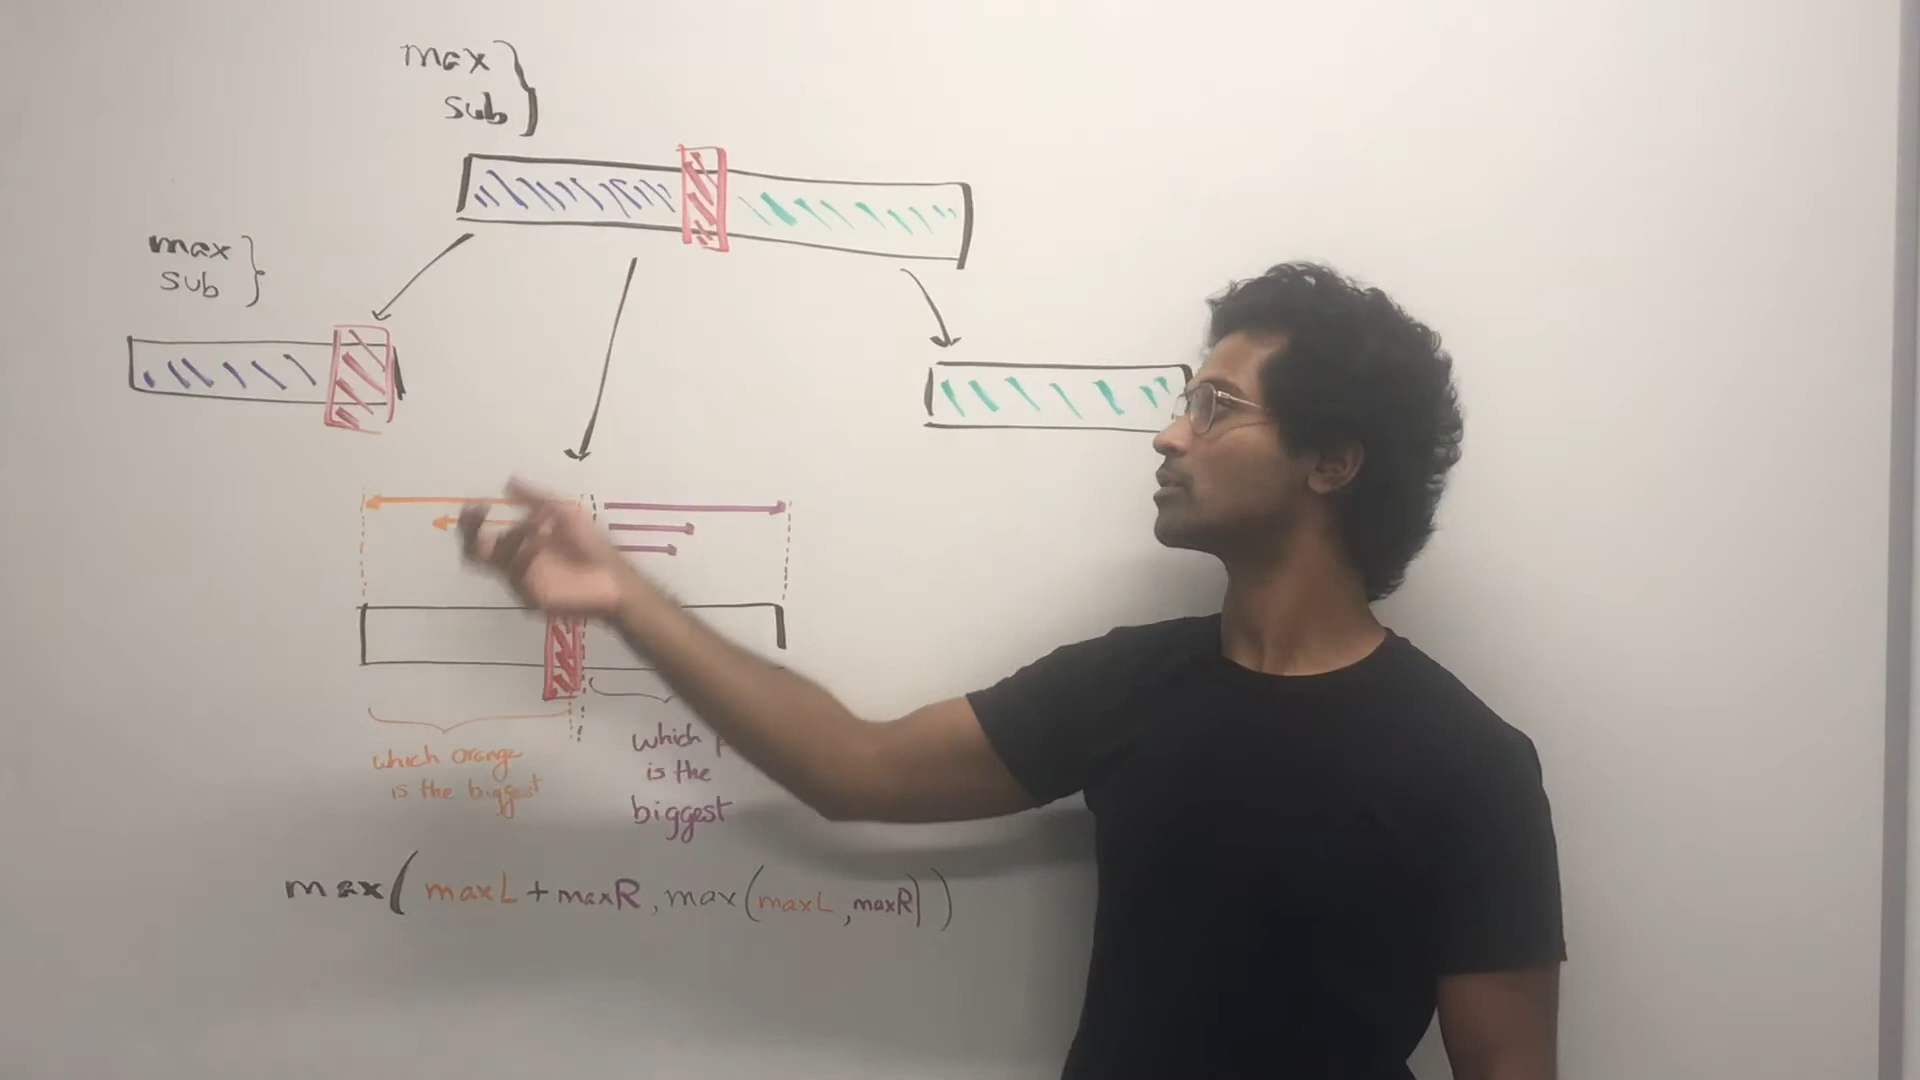 max
sub
max
sub
which orange
is the biggest
which
is the
biggest
max( maxL + maxR, max(maxL, maxR))